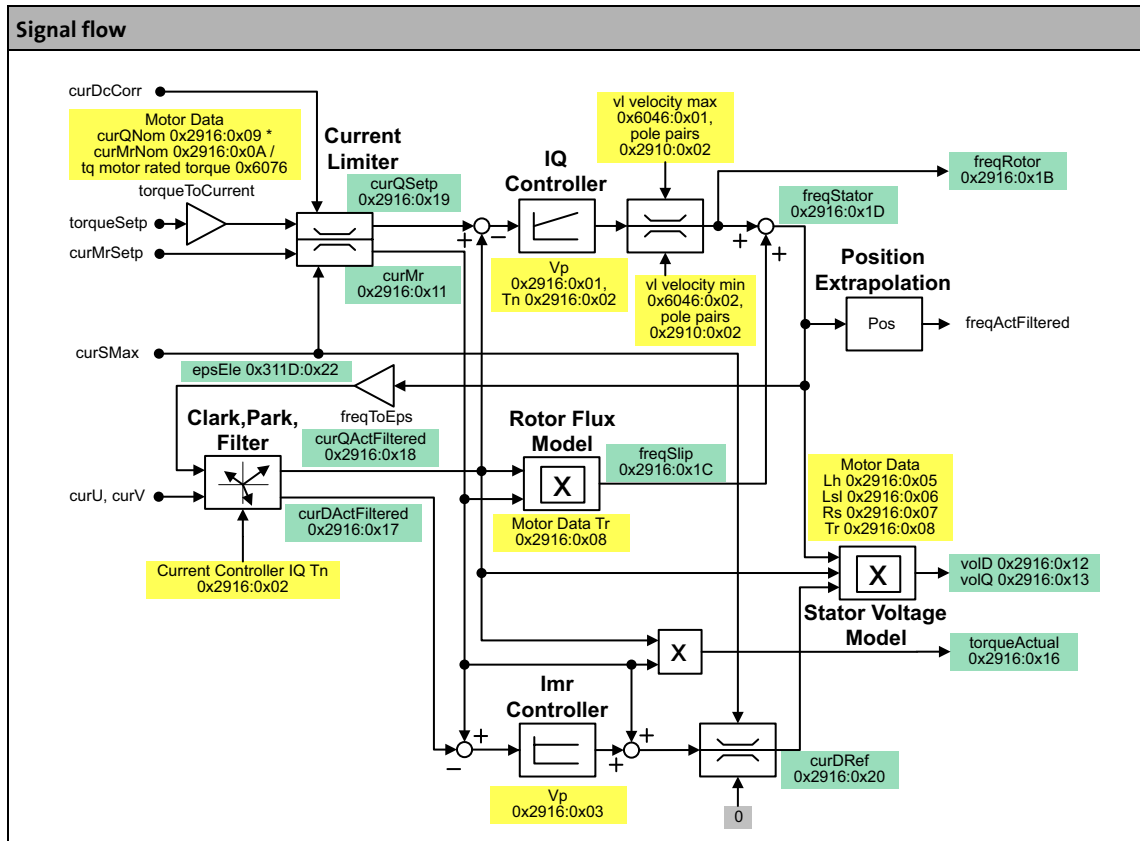 Signal flow
curDcCorr
Motor Data
curQNom 0x2916:0x09 *
curMrNom 0x2916:0x0A /
tq motor rated torque 0x6076
torqueToCurrent
torqueSetp
curMrSetp
Current
Limiter
curQSetp
0x2916:0x19
curMr
0x2916:0x11
+
−
IQ
Controller
Vp
0x2916:0x01,
Tn 0x2916:0x02
vl velocity max
0x6046:0x01,
pole pairs
0x2910:0x02
vl velocity min
0x6046:0x02,
pole pairs
0x2910:0x02
freqRotor
0x2916:0x1B
freqStator
0x2916:0x1D
+
+
Position
Extrapolation
Pos
freqActFiltered
curSMax
epsEle 0x311D:0x22
freqToEps
Clark,Park,
Filter
curQActFiltered
0x2916:0x18
curU, curV
curDActFiltered
0x2916:0x17
Current Controller IQ Tn
0x2916:0x02
Rotor Flux
Model
X
freqSlip
0x2916:0x1C
Motor Data Tr
0x2916:0x08
Motor Data
Lh 0x2916:0x05
Lsl 0x2916:0x06
Rs 0x2916:0x07
Tr 0x2916:0x08
X
volD 0x2916:0x12
volQ 0x2916:0x13
Stator Voltage
Model
X
torqueActual
0x2916:0x16
Imr
Controller
+
−
+
+
Vp
0x2916:0x03
curDRef
0x2916:0x20
0